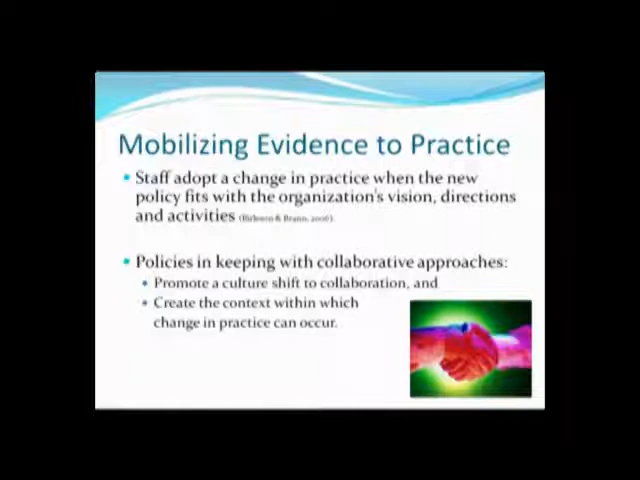 Mobilizing Evidence to Practice
Staff adopt a change in practice when the new
policy fits with the organization's vision, directions
and activities
Policies in keeping with collaborative approaches:
Promote a culture shift to collaboration, and
Create the context within which
change in practice can occur.